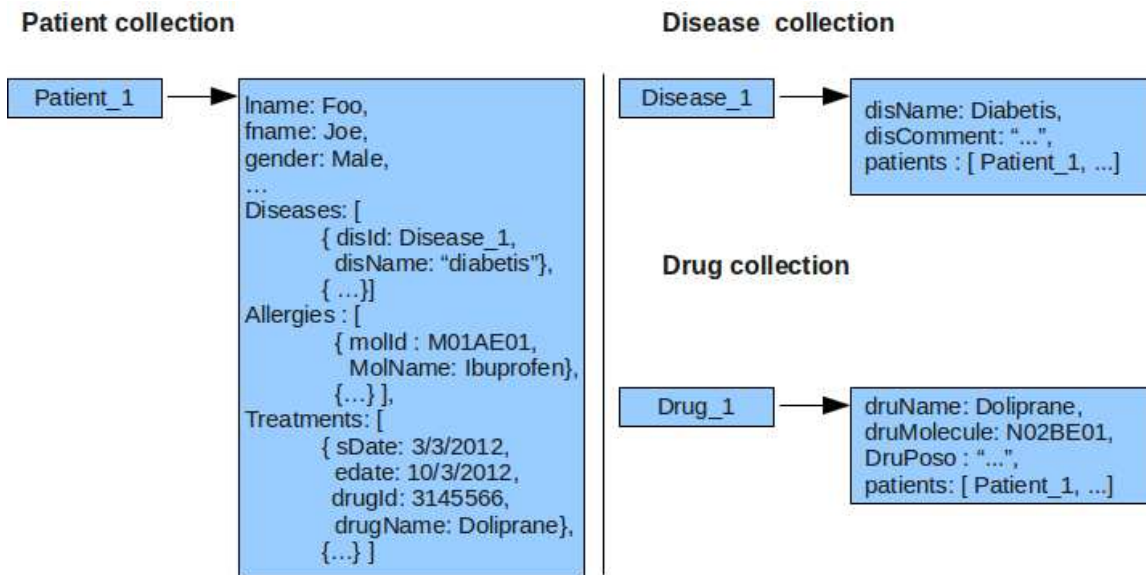 Patient collection
Patient_1
lname: Foo,
fname: Joe,
gender: Male,
...
Diseases: [
{ disId: Disease_1,
disName: “diabetis”},
{ ...}]
Allergies : [
{ molId : M01AE01,
MolName: Ibuprofen},
{...} ],
Treatments: [
{ sDate: 3/3/2012,
edate: 10/3/2012,
drugId: 3145566,
drugName: Doliprane},
{...} ]
Disease collection
Disease_1
disName: Diabetis,
disComment: “...”,
patients : [ Patient_1, ...]
Drug collection
Drug_1
druName: Doliprane,
druMolecule: N02BE01,
DruPoso : “...”,
patients: [ Patient_1, ...]